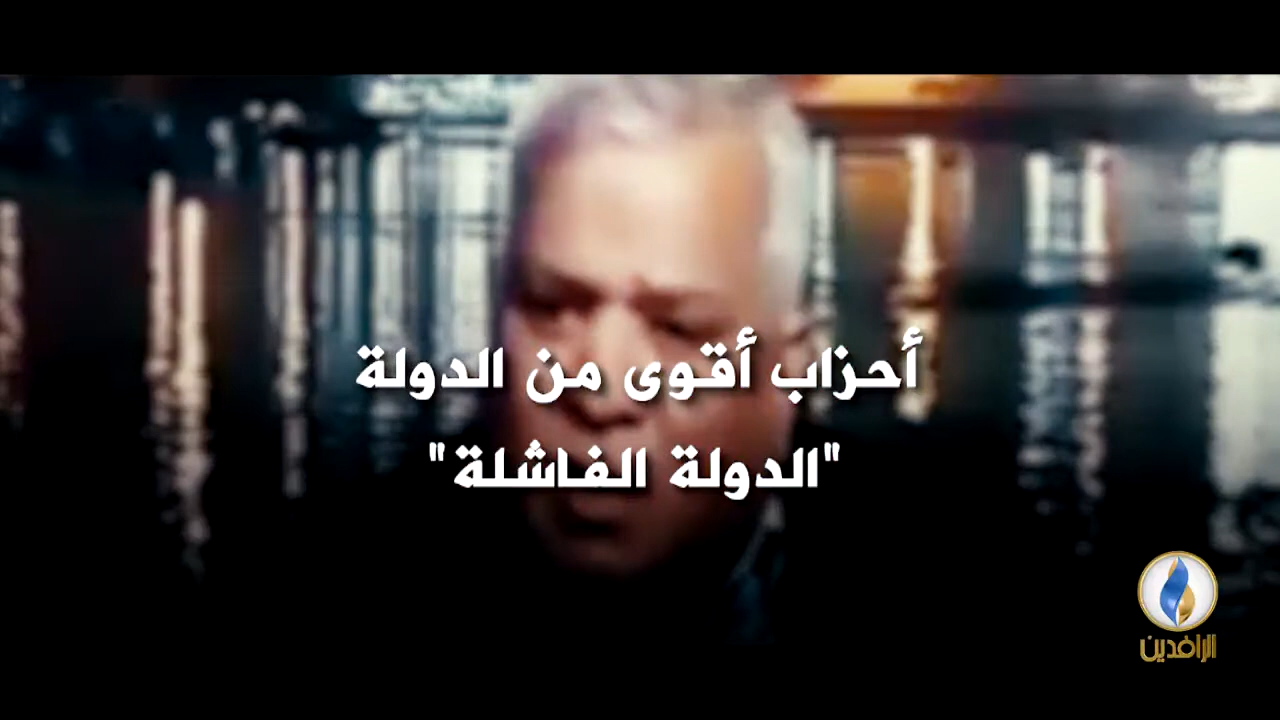 أحزاب أقوى من الدولة
"الدولة الفاشلة"
الرافدين